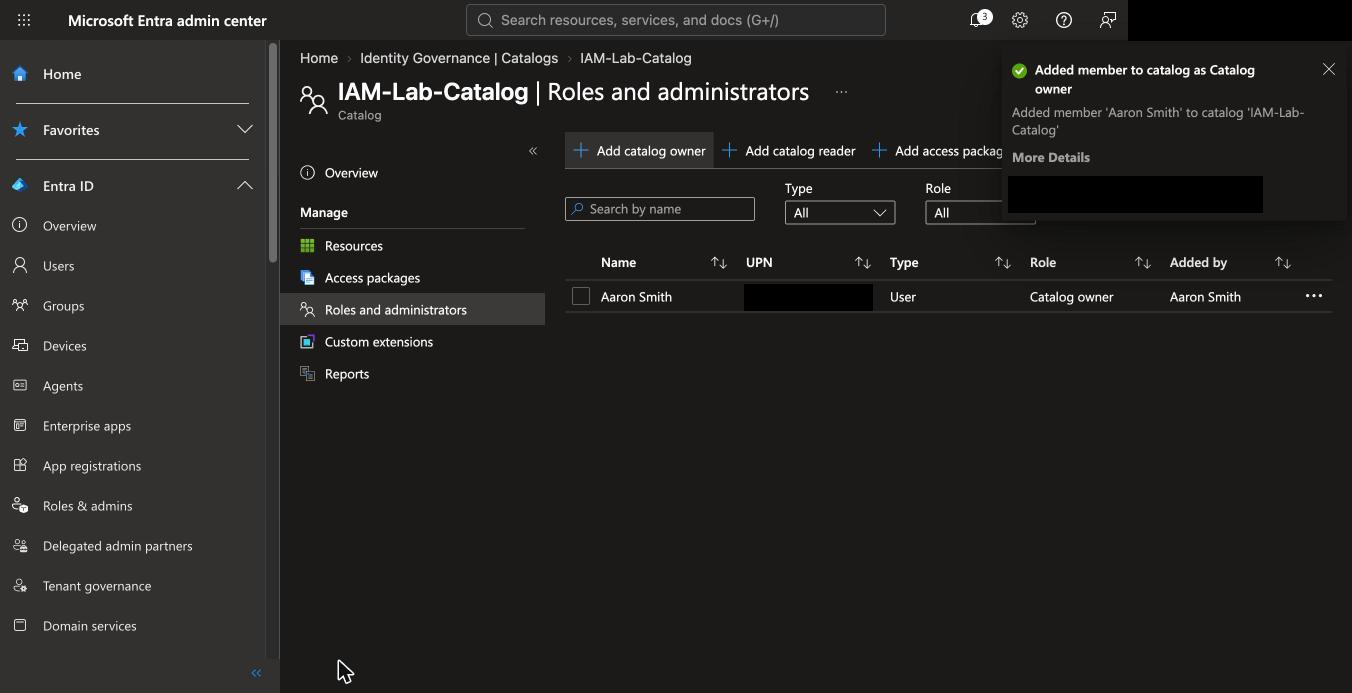 Microsoft Entra admin center
Search resources, services, and docs (G+/)
3
Home
Favorites
Entra ID
Overview
Users
Groups
Devices
Agents
Enterprise apps
App registrations
Roles & admins
Delegated admin partners
Tenant governance
Domain services
Home > Identity Governance | Catalogs > IAM-Lab-Catalog
IAM-Lab-Catalog | Roles and administrators ...
Catalog
Overview
Manage
Resources
Access packages
Roles and administrators
Custom extensions
Reports
Add catalog owner Add catalog reader Add access packag
Search by name
Type
All
Role
All
Name UPN Type Role Added by
Aaron Smith User Catalog owner Aaron Smith ...
Added member to catalog as Catalog
owner
Added member 'Aaron Smith' to catalog 'IAM-Lab-
Catalog'
More Details